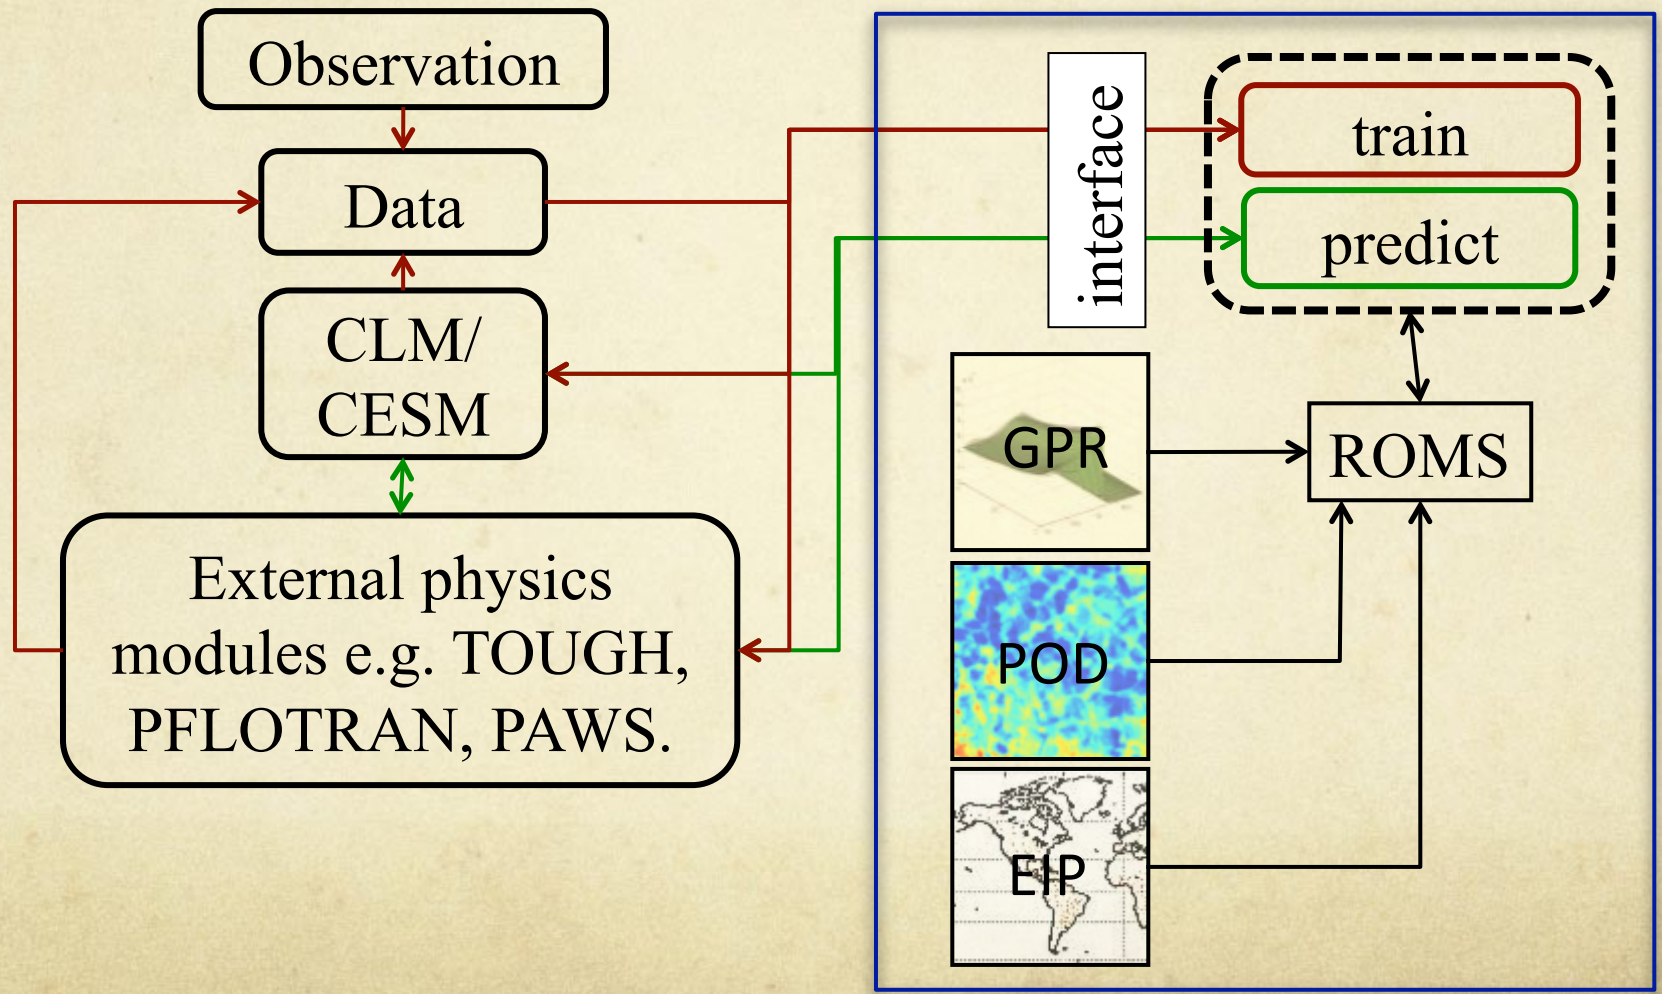 Observation
Data
CLM/
CESM
External physics
modules e.g. TOUGH,
PFLOTRAN, PAWS.
interface
train
predict
GPR
ROMS
POD
EIP